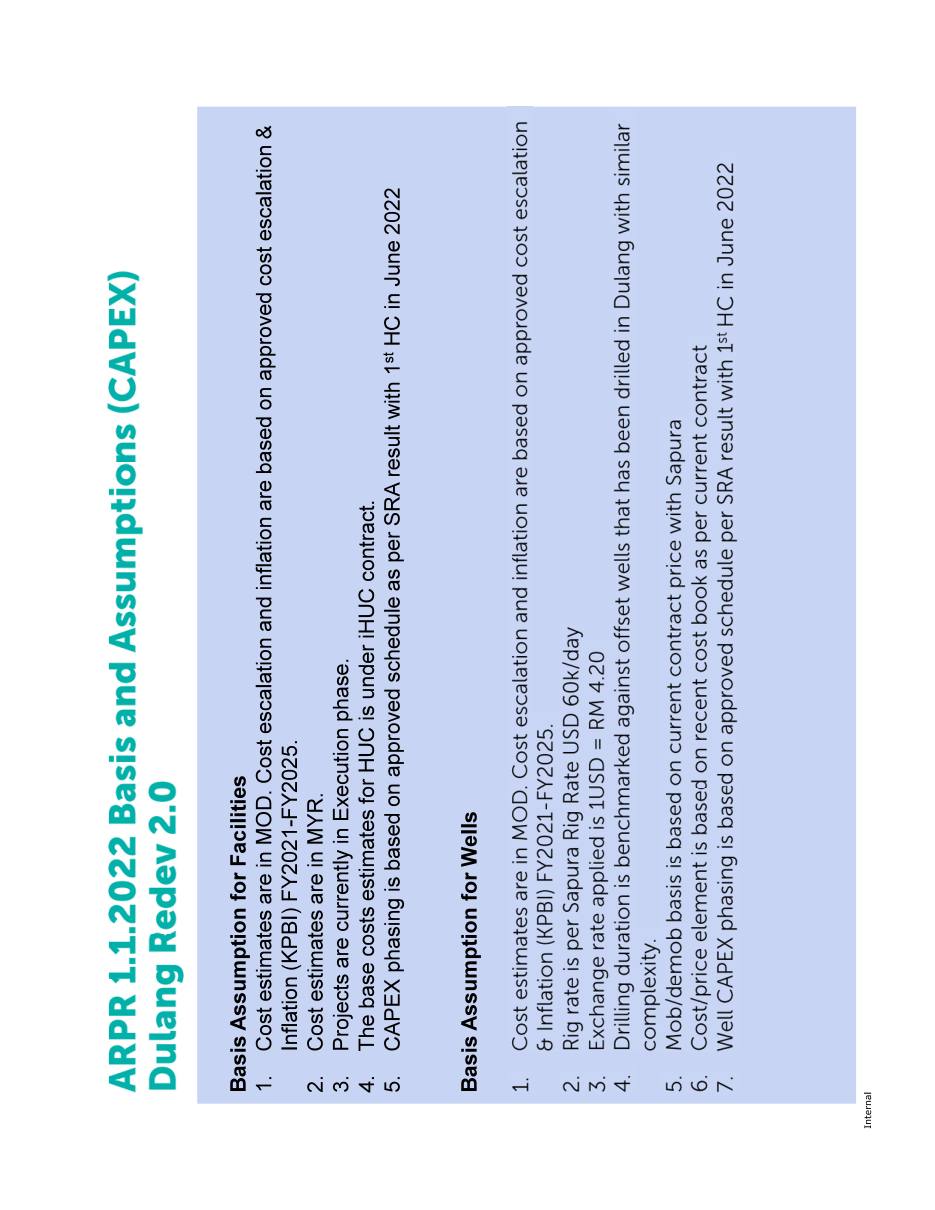 ARPR 1.1.2022 Basis and Assumptions (CAPEX)
Dulang Redev 2.0
Basis Assumption for Facilities
1. Cost estimates are in MOD. Cost escalation and inflation are based on approved cost escalation &
Inflation (KPBI) FY2021-FY2025.
2. Cost estimates are in MYR.
3. Projects are currently in Execution phase.
4. The base costs estimates for HUC is under iHUC contract.
5. CAPEX phasing is based on approved schedule as per SRA result with 1st HC in June 2022
Basis Assumption for Wells
1. Cost estimates are in MOD. Cost escalation and inflation are based on approved cost escalation
& Inflation (KPBI) FY2021-FY2025.
2. Rig rate is per Sapura Rig Rate USD 60k/day
3. Exchange rate applied is 1USD = RM 4.20
4. Drilling duration is benchmarked against offset wells that has been drilled in Dulang with similar
complexity.
5. Mob/demob basis is based on current contract price with Sapura
6. Cost/price element is based on recent cost book as per current contract
7. Well CAPEX phasing is based on approved schedule per SRA result with 1st HC in June 2022
Internal